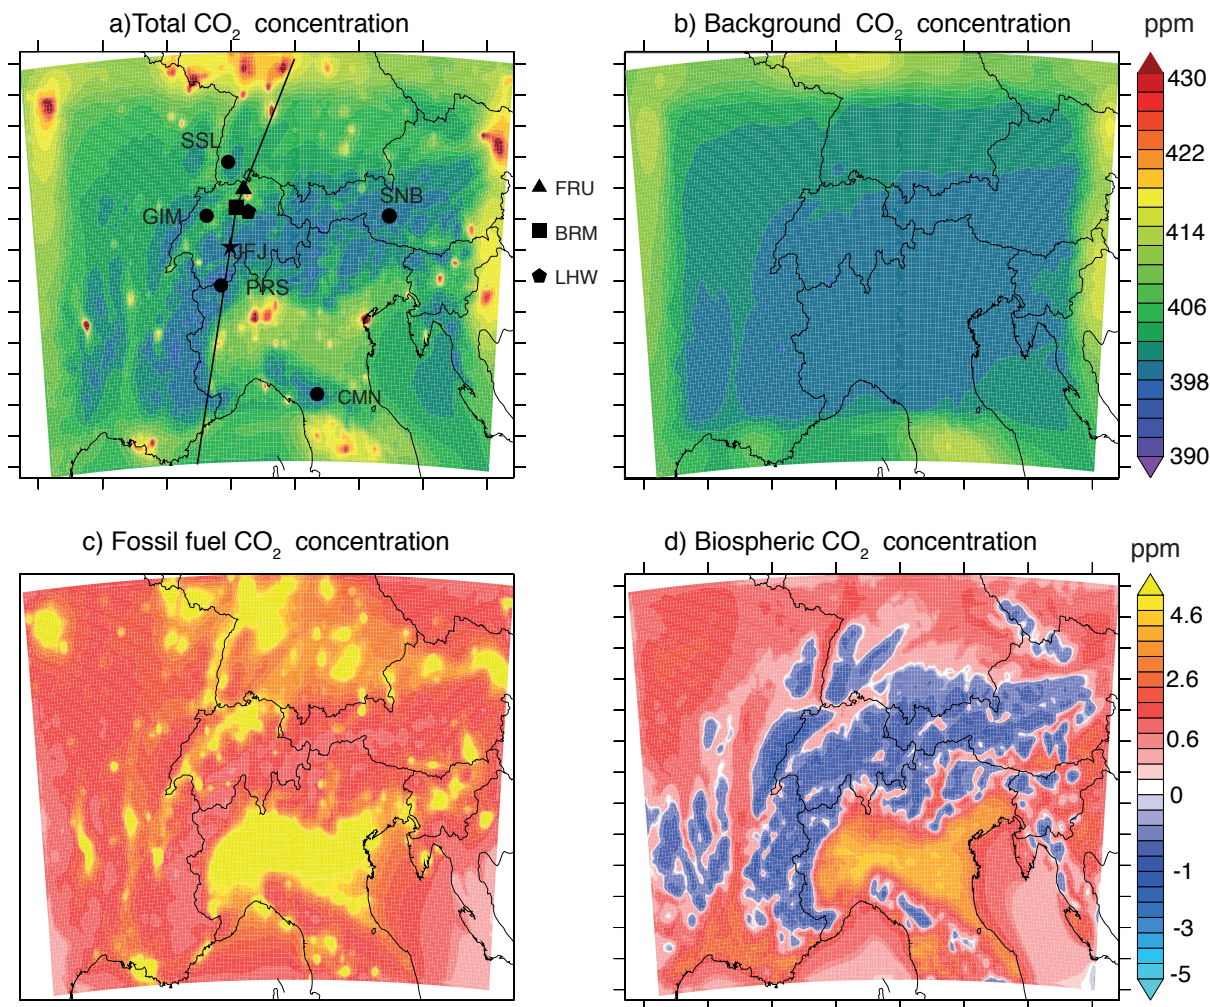 a)Total CO2 concentration
b) Background CO2 concentration
ppm
430
422
414
406
398
390
SSL
GIM
SNB
JFJ
PRS
CMN
FRU
BRM
LHW
c) Fossil fuel CO2 concentration
d) Biospheric CO2 concentration
ppm
4.6
2.6
0.6
0
-1
-3
-5